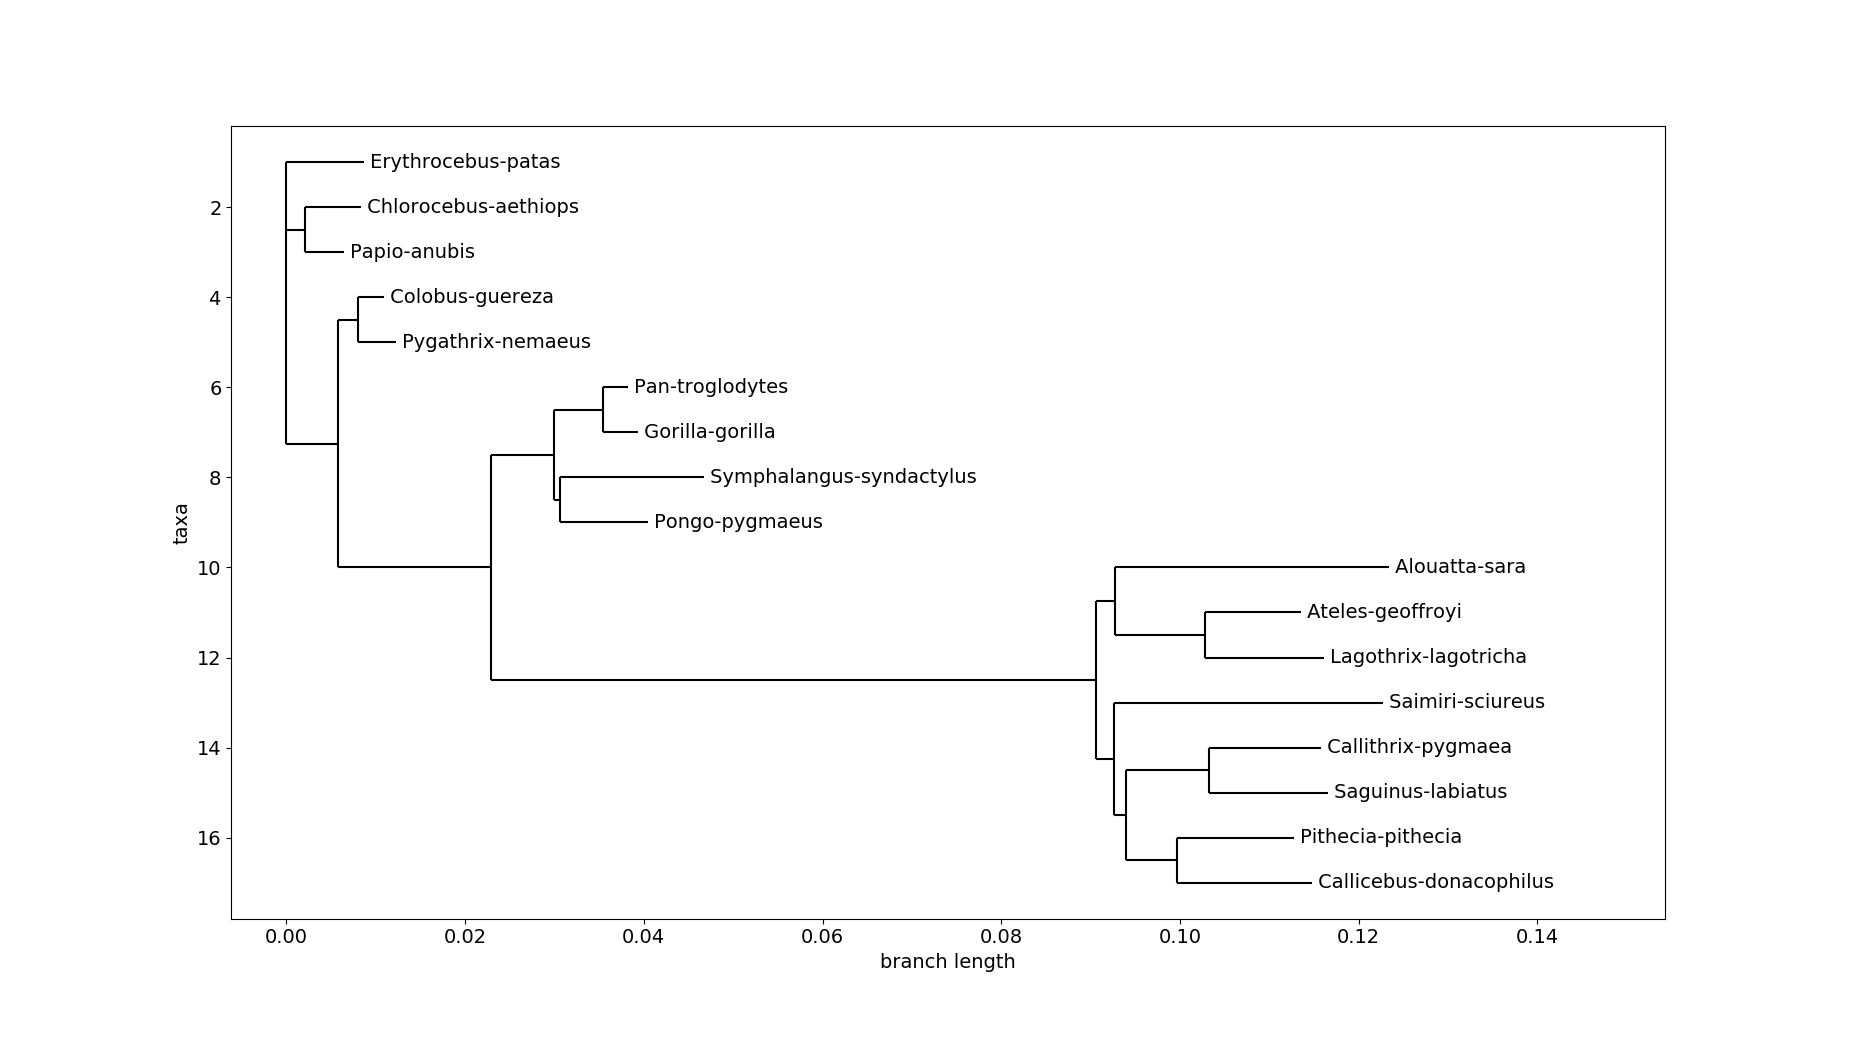 Erythrocebus-patas
Chlorocebus-aethiops
Papio-anubis
Colobus-guereza
Pygathrix-nemaeus
Pan-troglodytes
Gorilla-gorilla
Symphalangus-syndactylus
Pongo-pygmaeus
Alouatta-sara
Ateles-geoffroyi
Lagothrix-lagotricha
Saimiri-sciureus
Callithrix-pygmaea
Saguinus-labiatus
Pithecia-pithecia
Callicebus-donacophilus
2
4
6
8
10
12
14
16
taxa
0.00 0.02 0.04 0.06 0.08 0.10 0.12 0.14
branch length